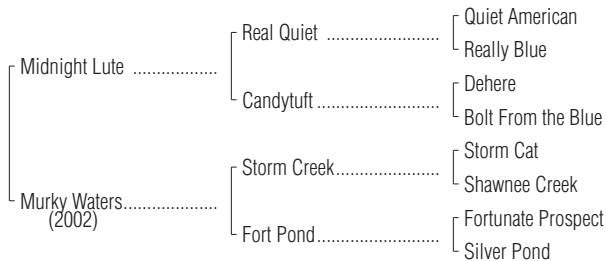 Quiet American
Real Quiet ....................
Really Blue
Midnight Lute ...............
Dehere
Candytuft .....................
Bolt From the Blue
Storm Cat
Storm Creek..................
Shawnee Creek
Murky Waters................
(2002)
Fortunate Prospect
Fort Pond .....................
Silver Pond